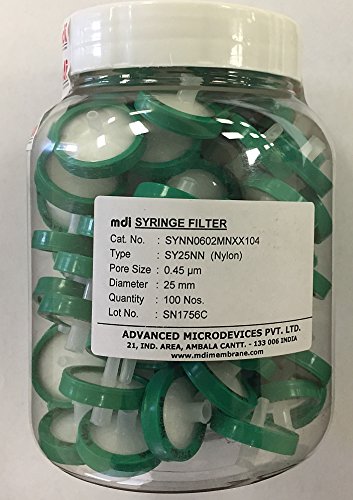 mdi SYRINGE FILTER
Cat. No. : SYNN0602MNXX104
Type : SY25NN (Nylon)
Pore Size : 0.45 µm
Diameter : 25 mm
Quantity : 100 Nos.
Lot No. : SN1756C
ADVANCED MICRODEVICES PVT. LTD.
21, IND. AREA, AMBALA CANTT. - 133 006 INDIA
www.mdimembrane.com